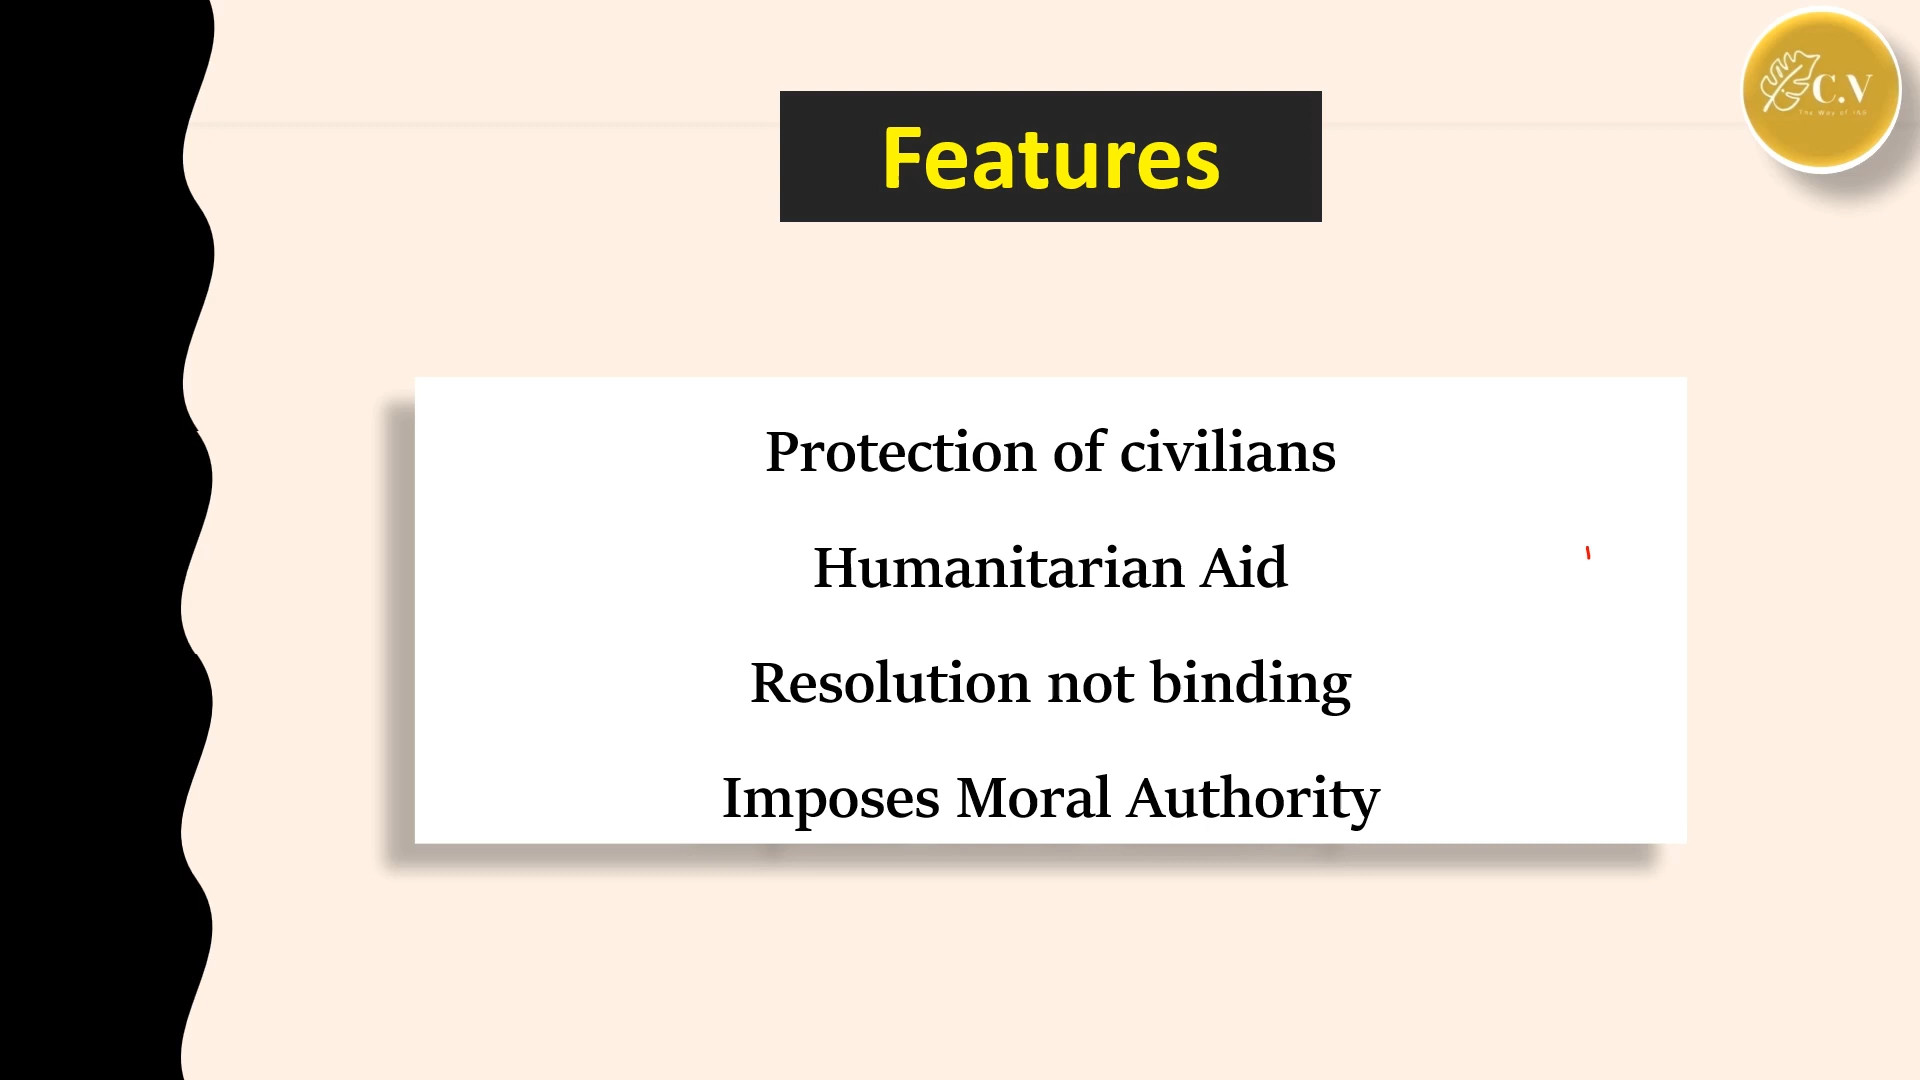 C.V
Features
Protection of civilians
Humanitarian Aid
Resolution not binding
Imposes Moral Authority